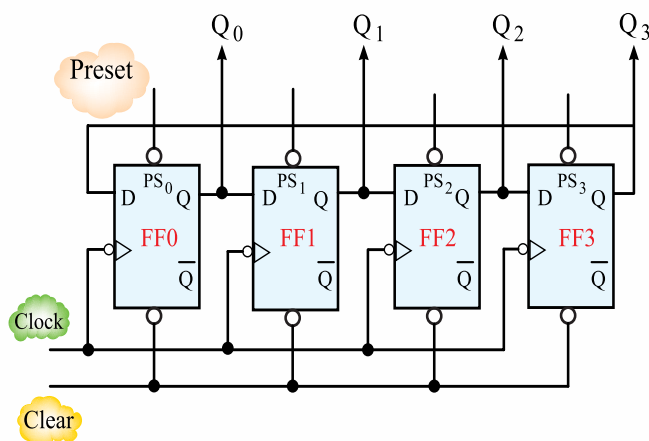 Q0 Q1 Q2 Q3
Preset
PS0 PS1 PS2 PS3
D Q D Q D Q D Q
FF0 FF1 FF2 FF3
Q̅ Q̅ Q̅ Q̅
Clock
Clear